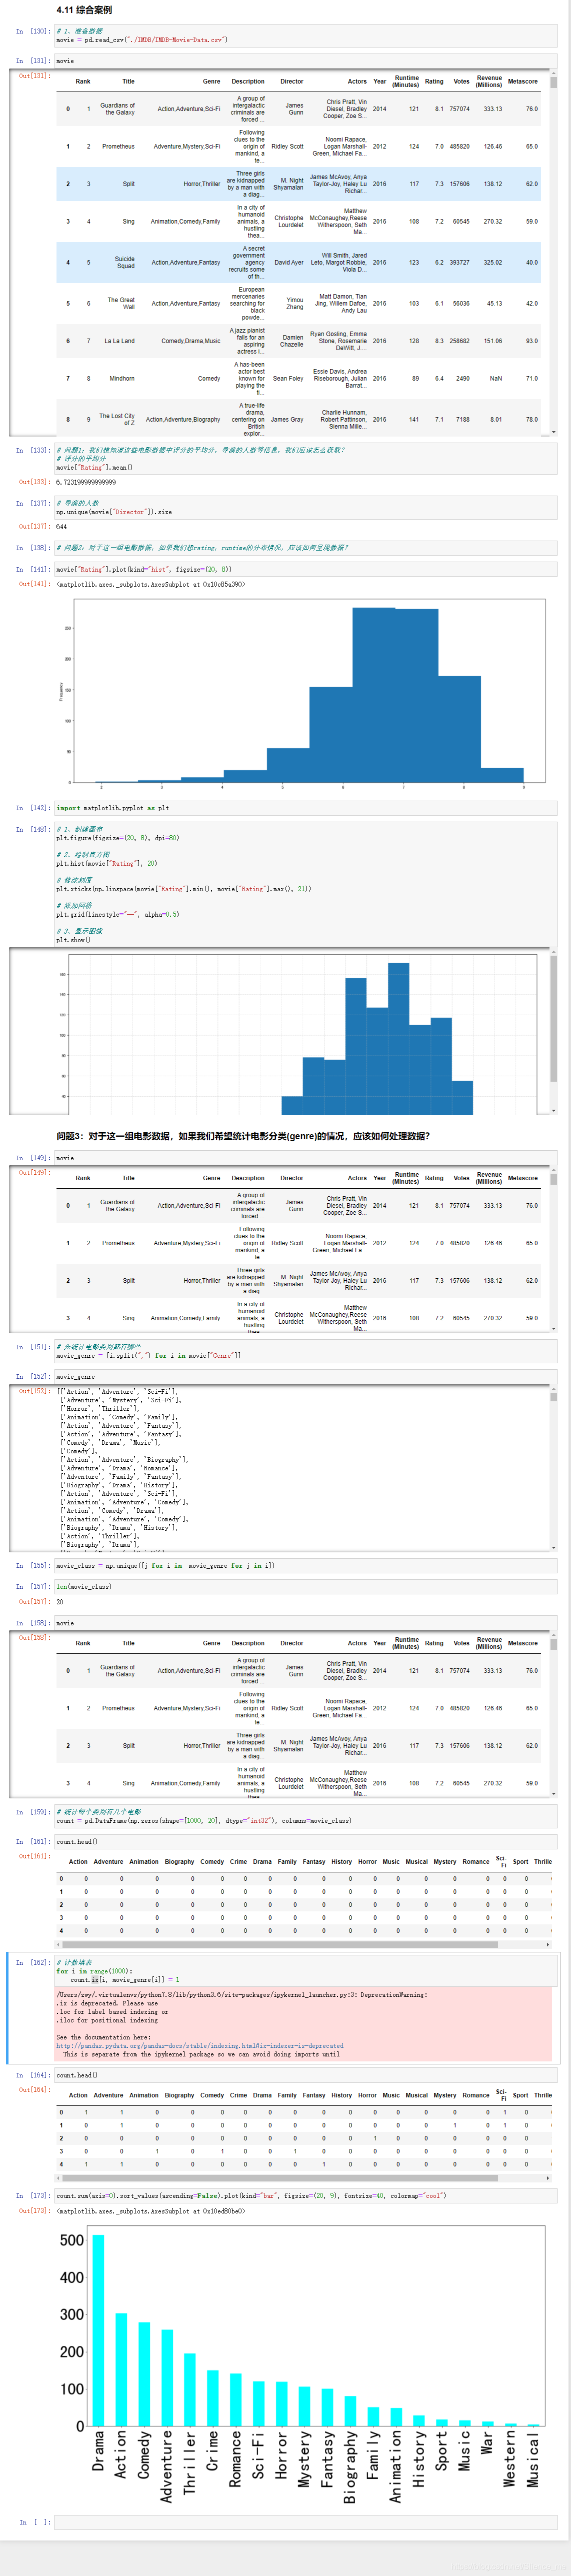 4.11 综合案例
In [130]: # 1、准备数据
movie = pd.read_csv("./IMDB/IMDB-Movie-Data.csv")
In [131]: movie
Out[131]:
Rank Title Genre Description Director Actors Year Runtime (Minutes) Rating Votes Revenue (Millions) Metascore
0 1 Guardians of the Galaxy Action,Adventure,Sci-Fi A group of intergalactic criminals are forced ... James Gunn Chris Pratt, Vin Diesel, Bradley Cooper, Zoe S... 2014 121 8.1 757074 333.13 76.0
1 2 Prometheus Adventure,Mystery,Sci-Fi Following clues to the origin of mankind, a te... Ridley Scott Noomi Rapace, Logan Marshall-Green, Michael Fa... 2012 124 7.0 485820 126.46 65.0
2 3 Split Horror,Thriller Three girls are kidnapped by a man with a diag... M. Night Shyamalan James McAvoy, Anya Taylor-Joy, Haley Lu Richar... 2016 117 7.3 157606 138.12 62.0
3 4 Sing Animation,Comedy,Family In a city of humanoid animals, a hustling thea... Christophe Lourdelet Matthew McConaughey,Reese Witherspoon, Seth Ma... 2016 108 7.2 60545 270.32 59.0
4 5 Suicide Squad Action,Adventure,Fantasy A secret government agency recruits some of th... David Ayer Will Smith, Jared Leto, Margot Robbie, Viola D... 2016 123 6.2 393727 325.02 40.0
5 6 The Great Wall Action,Adventure,Fantasy European mercenaries searching for black powde... Yimou Zhang Matt Damon, Tian Jing, Willem Dafoe, Andy Lau 2016 103 6.1 56036 45.13 42.0
6 7 La La Land Comedy,Drama,Music A jazz pianist falls for an aspiring actress i... Damien Chazelle Ryan Gosling, Emma Stone, Rosemarie DeWitt, J.... 2016 128 8.3 258682 151.06 93.0
7 8 Mindhorn Comedy A has-been actor best known for playing the ti... Sean Foley Essie Davis, Andrea Riseborough, Julian Barrat... 2016 89 6.4 2490 NaN 71.0
8 9 The Lost City of Z Action,Adventure,Biography A true-life drama, centering on British explor... James Gray Charlie Hunnam, Robert Pattinson, Sienna Mille... 2016 141 7.1 7188 8.01 78.0
In [133]: # 问题1：我们想知道这些电影数据中评分的平均分，导演的人数等信息，我们应该怎么获取？
# 评分的平均分
movie["Rating"].mean()
Out[133]: 6.723199999999999
In [137]: # 导演的人数
np.unique(movie["Director"]).size
Out[137]: 644
In [138]: # 问题2：对于这一组电影数据，如果我们想rating，runtime的分布情况，应该如何呈现数据？
In [141]: movie["Rating"].plot(kind="hist", figsize=(20, 8))
Out[141]: <matplotlib.axes._subplots.AxesSubplot at 0x10c85a390>
Frequency
In [142]: import matplotlib.pyplot as plt
In [148]: # 1、创建画布
plt.figure(figsize=(20, 8), dpi=80)
# 2、绘制直方图
plt.hist(movie["Rating"], 20)
# 修改刻度
plt.xticks(np.linspace(movie["Rating"].min(), movie["Rating"].max(), 21))
# 添加网格
plt.grid(linestyle="--", alpha=0.5)
# 3、显示图像
plt.show()
问题3：对于这一组电影数据，如果我们希望统计电影分类(genre)的情况，应该如何处理数据？
In [149]: movie
Out[149]:
Rank Title Genre Description Director Actors Year Runtime (Minutes) Rating Votes Revenue (Millions) Metascore
0 1 Guardians of the Galaxy Action,Adventure,Sci-Fi A group of intergalactic criminals are forced ... James Gunn Chris Pratt, Vin Diesel, Bradley Cooper, Zoe S... 2014 121 8.1 757074 333.13 76.0
1 2 Prometheus Adventure,Mystery,Sci-Fi Following clues to the origin of mankind, a te... Ridley Scott Noomi Rapace, Logan Marshall-Green, Michael Fa... 2012 124 7.0 485820 126.46 65.0
2 3 Split Horror,Thriller Three girls are kidnapped by a man with a diag... M. Night Shyamalan James McAvoy, Anya Taylor-Joy, Haley Lu Richar... 2016 117 7.3 157606 138.12 62.0
3 4 Sing Animation,Comedy,Family In a city of humanoid animals, a hustling thea... Christophe Lourdelet Matthew McConaughey,Reese Witherspoon, Seth Ma... 2016 108 7.2 60545 270.32 59.0
In [151]: # 先统计电影类别都有哪些
movie_genre = [i.split(",") for i in movie["Genre"]]
In [152]: movie_genre
Out[152]: [['Action', 'Adventure', 'Sci-Fi'],
['Adventure', 'Mystery', 'Sci-Fi'],
['Horror', 'Thriller'],
['Animation', 'Comedy', 'Family'],
['Action', 'Adventure', 'Fantasy'],
['Action', 'Adventure', 'Fantasy'],
['Comedy', 'Drama', 'Music'],
['Comedy'],
['Action', 'Adventure', 'Biography'],
['Adventure', 'Drama', 'Romance'],
['Adventure', 'Family', 'Fantasy'],
['Biography', 'Drama', 'History'],
['Action', 'Adventure', 'Sci-Fi'],
['Animation', 'Adventure', 'Comedy'],
['Action', 'Comedy', 'Drama'],
['Animation', 'Adventure', 'Comedy'],
['Biography', 'Drama', 'History'],
['Action', 'Thriller'],
['Biography', 'Drama'],
In [155]: movie_class = np.unique([j for i in movie_genre for j in i])
In [157]: len(movie_class)
Out[157]: 20
In [158]: movie
Out[158]:
Rank Title Genre Description Director Actors Year Runtime (Minutes) Rating Votes Revenue (Millions) Metascore
0 1 Guardians of the Galaxy Action,Adventure,Sci-Fi A group of intergalactic criminals are forced ... James Gunn Chris Pratt, Vin Diesel, Bradley Cooper, Zoe S... 2014 121 8.1 757074 333.13 76.0
1 2 Prometheus Adventure,Mystery,Sci-Fi Following clues to the origin of mankind, a te... Ridley Scott Noomi Rapace, Logan Marshall-Green, Michael Fa... 2012 124 7.0 485820 126.46 65.0
2 3 Split Horror,Thriller Three girls are kidnapped by a man with a diag... M. Night Shyamalan James McAvoy, Anya Taylor-Joy, Haley Lu Richar... 2016 117 7.3 157606 138.12 62.0
3 4 Sing Animation,Comedy,Family In a city of humanoid animals, a hustling thea... Christophe Lourdelet Matthew McConaughey,Reese Witherspoon, Seth Ma... 2016 108 7.2 60545 270.32 59.0
In [159]: # 统计每个类别有几个电影
count = pd.DataFrame(np.zeros(shape=[1000, 20], dtype="int32"), columns=movie_class)
In [161]: count.head()
Out[161]:
Action Adventure Animation Biography Comedy Crime Drama Family Fantasy History Horror Music Musical Mystery Romance Sci-Fi Sport Thrille
0 0 0 0 0 0 0 0 0 0 0 0 0 0 0 0 0 0
1 0 0 0 0 0 0 0 0 0 0 0 0 0 0 0 0 0
2 0 0 0 0 0 0 0 0 0 0 0 0 0 0 0 0 0
3 0 0 0 0 0 0 0 0 0 0 0 0 0 0 0 0 0
4 0 0 0 0 0 0 0 0 0 0 0 0 0 0 0 0 0
In [162]: # 计数填表
for i in range(1000):
count.ix[i, movie_genre[i]] = 1
/Users/zwy/.virtualenvs/python7.8/lib/python3.6/site-packages/ipykernel_launcher.py:3: DeprecationWarning:
.ix is deprecated. Please use
.loc for label based indexing or
.iloc for positional indexing
See the documentation here:
http://pandas.pydata.org/pandas-docs/stable/indexing.html#ix-indexer-is-deprecated
This is separate from the ipykernel package so we can avoid doing imports until
In [164]: count.head()
Out[164]:
Action Adventure Animation Biography Comedy Crime Drama Family Fantasy History Horror Music Musical Mystery Romance Sci-Fi Sport Thrille
0 1 1 0 0 0 0 0 0 0 0 0 0 0 0 0 1 0
1 0 1 0 0 0 0 0 0 0 0 0 0 0 1 0 1 0
2 0 0 0 0 0 0 0 0 0 0 1 0 0 0 0 0 0
3 0 0 1 0 1 0 0 1 0 0 0 0 0 0 0 0 0
4 1 1 0 0 0 0 0 0 1 0 0 0 0 0 0 0 0
In [173]: count.sum(axis=0).sort_values(ascending=False).plot(kind="bar", figsize=(20, 9), fontsize=40, colormap="cool")
Out[173]: <matplotlib.axes._subplots.AxesSubplot at 0x10ed80be0>
500
400
300
200
100
0
Drama Action Comedy Adventure Thriller Crime Romance Sci-Fi Horror Mystery Fantasy Biography Family Animation History Sport Music War Western Musical
In [ ]: